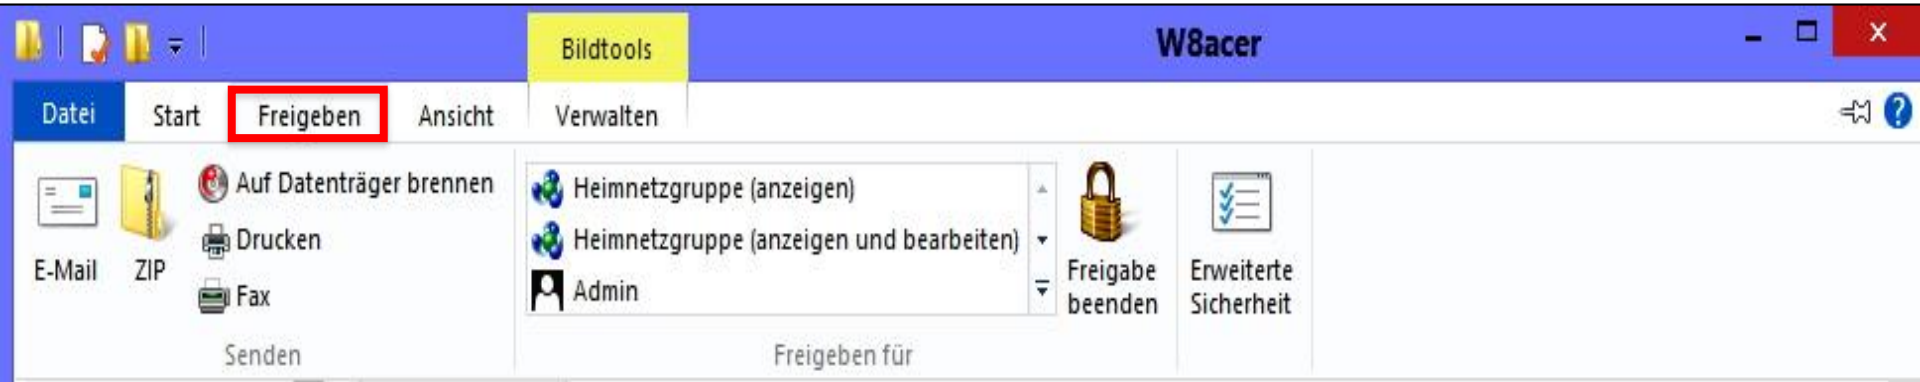 Bildtools
W8acer
Datei Start Freigeben Ansicht Verwalten
Auf Datenträger brennen
Drucken
Fax
E-Mail ZIP
Senden
Heimnetzgruppe (anzeigen)
Heimnetzgruppe (anzeigen und bearbeiten)
Admin
Freigabe
beenden
Freigeben für
Erweiterte
Sicherheit